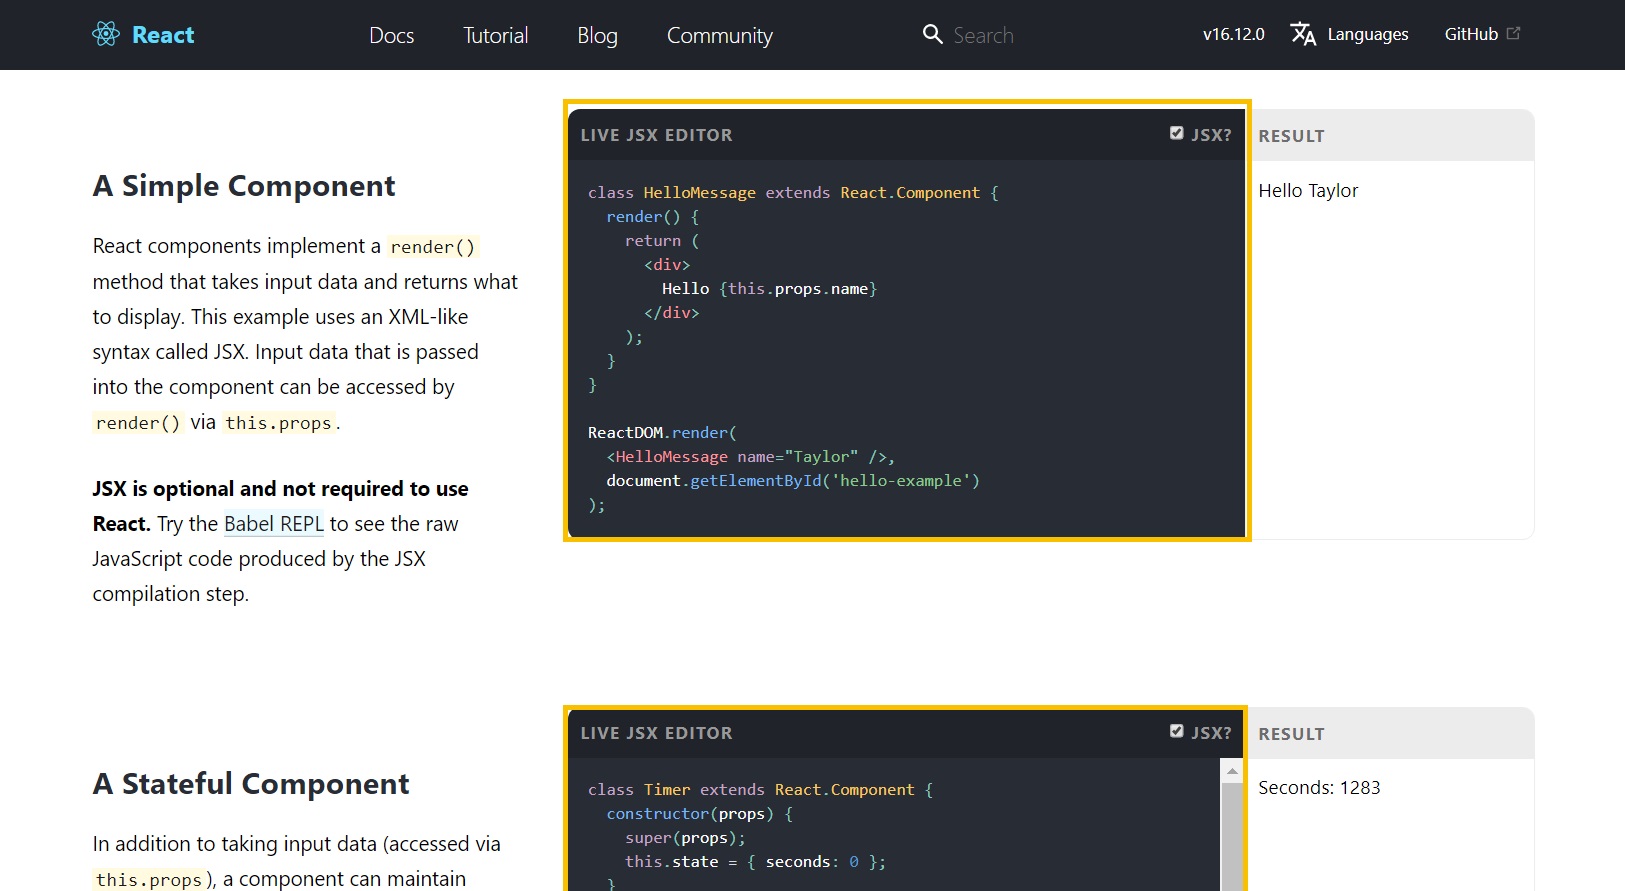 React Docs Tutorial Blog Community Search v16.12.0 Languages GitHub
A Simple Component
React components implement a render()
method that takes input data and returns what
to display. This example uses an XML-like
syntax called JSX. Input data that is passed
into the component can be accessed by
render() via this.props.
JSX is optional and not required to use
React. Try the Babel REPL to see the raw
JavaScript code produced by the JSX
compilation step.
LIVE JSX EDITOR JSX?
class HelloMessage extends React.Component {
  render() {
    return (
      <div>
        Hello {this.props.name}
      </div>
    );
  }
}
ReactDOM.render(
  <HelloMessage name="Taylor" />,
  document.getElementById('hello-example')
);
RESULT
Hello Taylor
A Stateful Component
In addition to taking input data (accessed via
this.props), a component can maintain
LIVE JSX EDITOR JSX?
class Timer extends React.Component {
  constructor(props) {
    super(props);
    this.state = { seconds: 0 };
  }
RESULT
Seconds: 1283